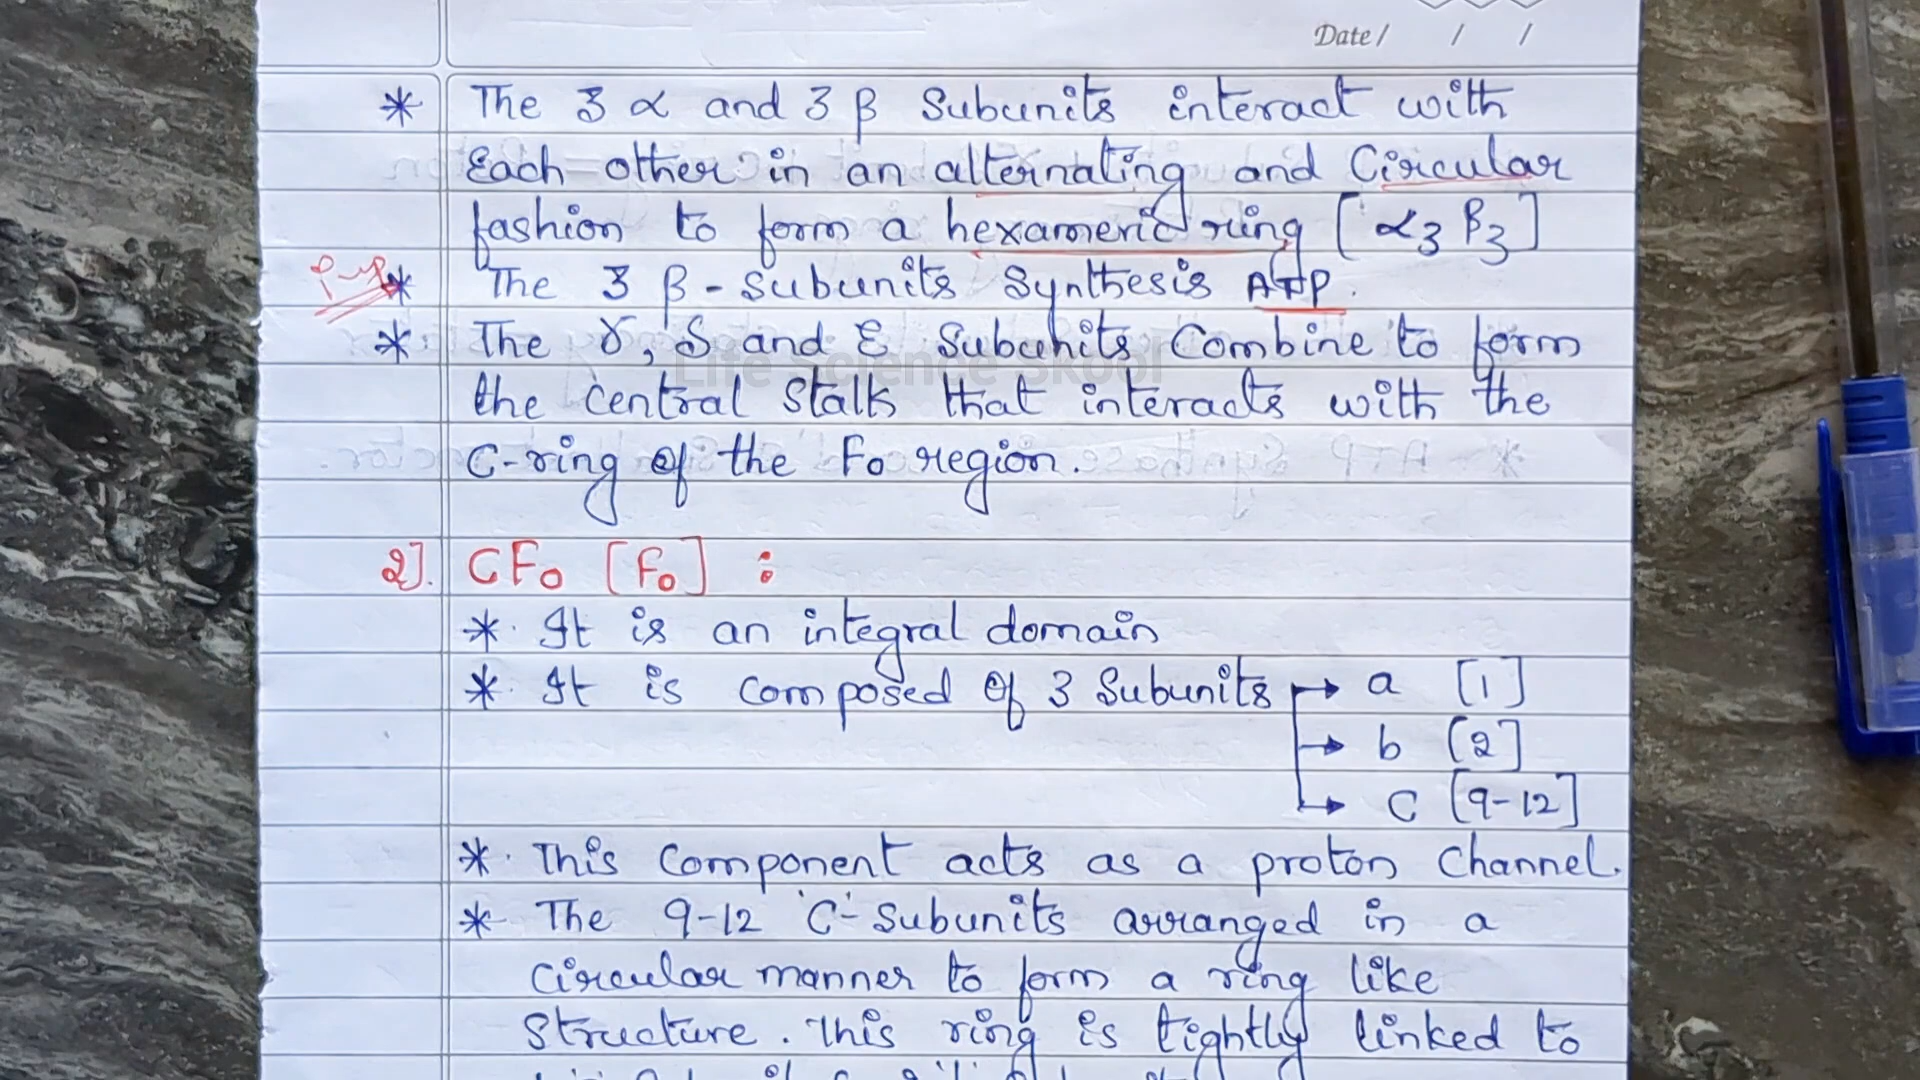 Date / / /
* The 3 α and 3 β Subunits interact with
Each other in an alternating and Circular
fashion to form a hexameric ring [α3 β3]
Imp * The 3 β - Subunits Synthesis ATP.
* The γ, δ and ε Subunits Combine to form
the Central Stalk that interacts with the
C-ring of the Fo region.
Life Science Skool
2]. CFo [Fo] :
* It is an integral domain
* It is composed of 3 Subunits → a [1]
→ b [2]
→ C [9-12]
* This Component acts as a proton Channel.
* The 9-12 'C'- Subunits arranged in a
Circular manner to form a ring like
Structure. This ring is tightly linked to